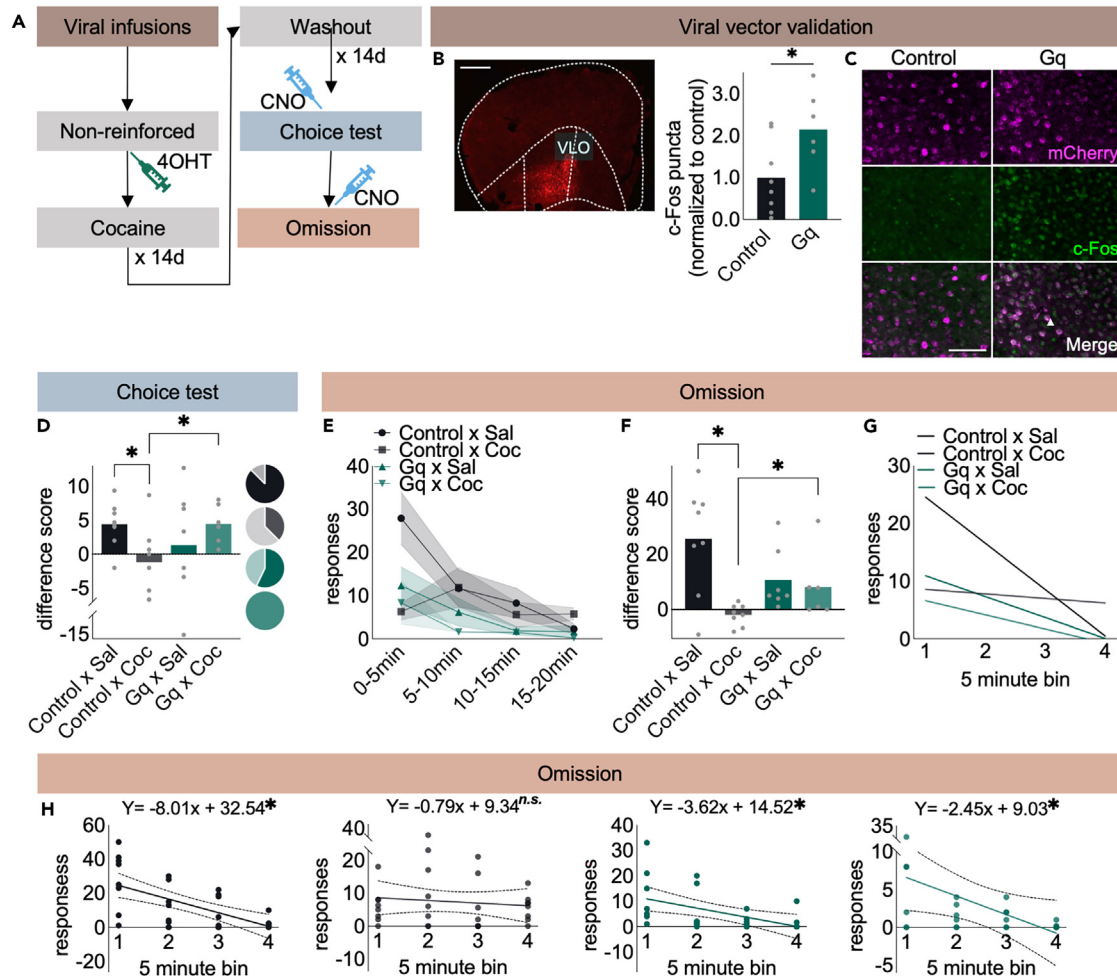 A
Viral infusions
Non-reinforced
4OHT
Cocaine
x 14d
Washout
x 14d
CNO
Choice test
CNO
Omission
Viral vector validation
B
VLO
*
c-Fos puncta
(normalized to control)
3.0
2.0
1.0
0.0
Control
Gq
C
Control
Gq
mCherry
c-Fos
Merge
Choice test
D
*
*
difference score
10
5
0
-5
-15
Control x Sal
Control x Coc
Gq x Sal
Gq x Coc
Omission
E
Control x Sal
Control x Coc
Gq x Sal
Gq x Coc
responses
40
30
20
10
0
0-5min
5-10min
10-15min
15-20min
F
*
*
difference score
40
20
0
Control x Sal
Control x Coc
Gq x Sal
Gq x Coc
G
Control x Sal
Control x Coc
Gq x Sal
Gq x Coc
responses
30
20
10
0
1 2 3 4
5 minute bin
Omission
H
Y= -8.01x + 32.54*
responsess
60
40
20
0
-20
1 2 3 4
5 minute bin
Y= -0.79x + 9.34n.s.
responses
40
20
10
0
-10
1 2 3 4
5 minute bin
Y= -3.62x + 14.52*
responses
40
30
20
10
0
-10
1 2 3 4
5 minute bin
Y= -2.45x + 9.03*
responses
35
10
5
0
-5
1 2 3 4
5 minute bin